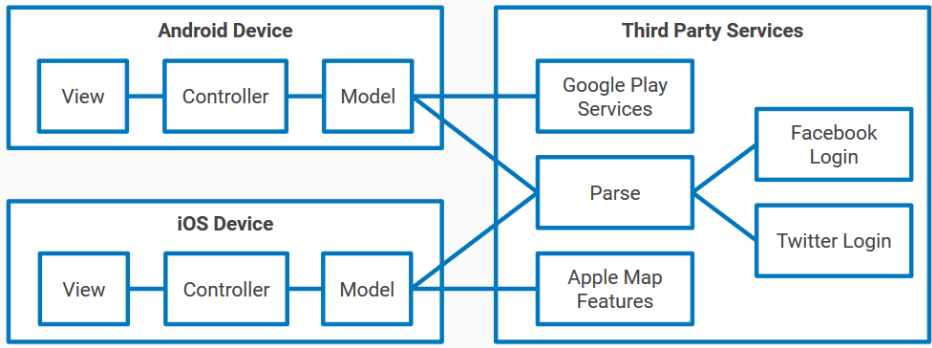 Android Device
View
Controller
Model
iOS Device
View
Controller
Model
Third Party Services
Google Play
Services
Parse
Apple Map
Features
Facebook
Login
Twitter Login